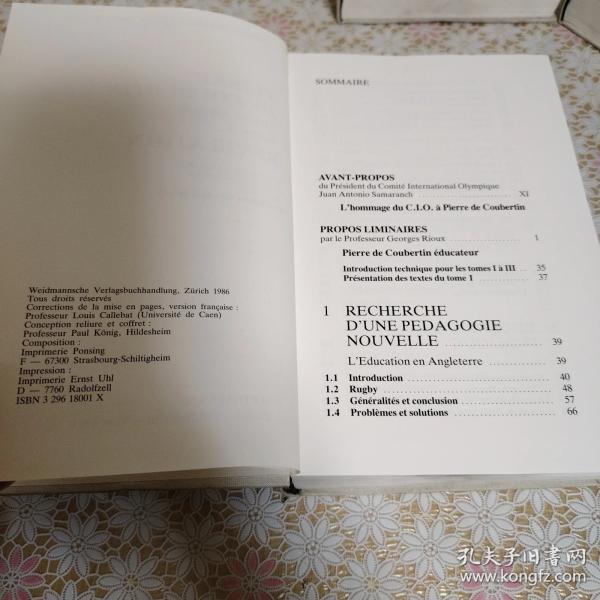 Weidmannsche Verlagsbuchhandlung, Zürich 1986
Tous droits réservés
Corrections de la mise en pages, version française :
Professeur Louis Callebat (Université de Caen)
Conception reliure et coffret :
Professeur Paul König, Hildesheim
Composition :
Imprimerie Ponsing
F — 67300 Strasbourg-Schiltigheim
Impression :
Imprimerie Ernst Uhl
D — 7760 Radolfzell
ISBN 3 296 18001 X
SOMMAIRE
AVANT-PROPOS
du Président du Comité International Olympique
Juan Antonio Samaranch ........ XI
L'hommage du C.I.O. à Pierre de Coubertin
PROPOS LIMINAIRES
par le Professeur Georges Rioux ........ 1
Pierre de Coubertin éducateur
Introduction technique pour les tomes I à III .. 35
Présentation des textes du tome I ........ 37
1 RECHERCHE
D'UNE PEDAGOGIE
NOUVELLE ........ 39
L'Education en Angleterre ........ 39
1.1 Introduction ........ 40
1.2 Rugby ........ 48
1.3 Généralités et conclusion ........ 57
1.4 Problèmes et solutions ........ 66
孔夫子旧书网
www.kongfz.com